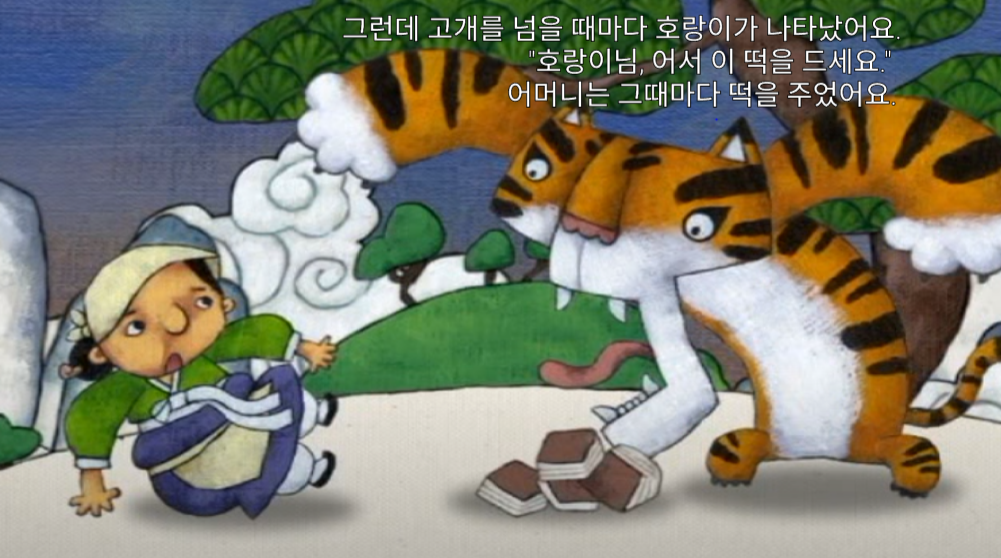 그런데 고개를 넘을 때마다 호랑이가 나타났어요.
"호랑이님, 어서 이 떡을 드세요."
어머니는 그때마다 떡을 주었어요.